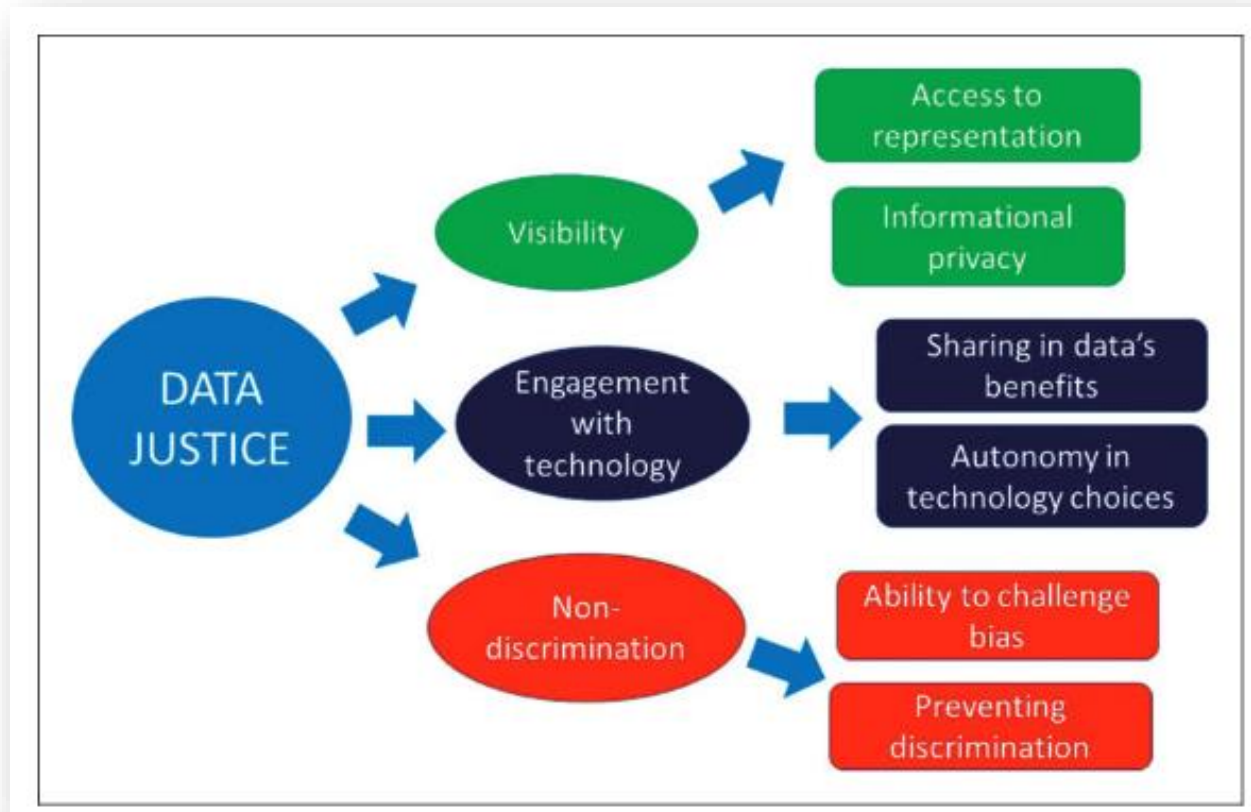 DATA
JUSTICE
Visibility
Access to
representation
Informational
privacy
Engagement
with
technology
Sharing in data's
benefits
Autonomy in
technology choices
Non-
discrimination
Ability to challenge
bias
Preventing
discrimination